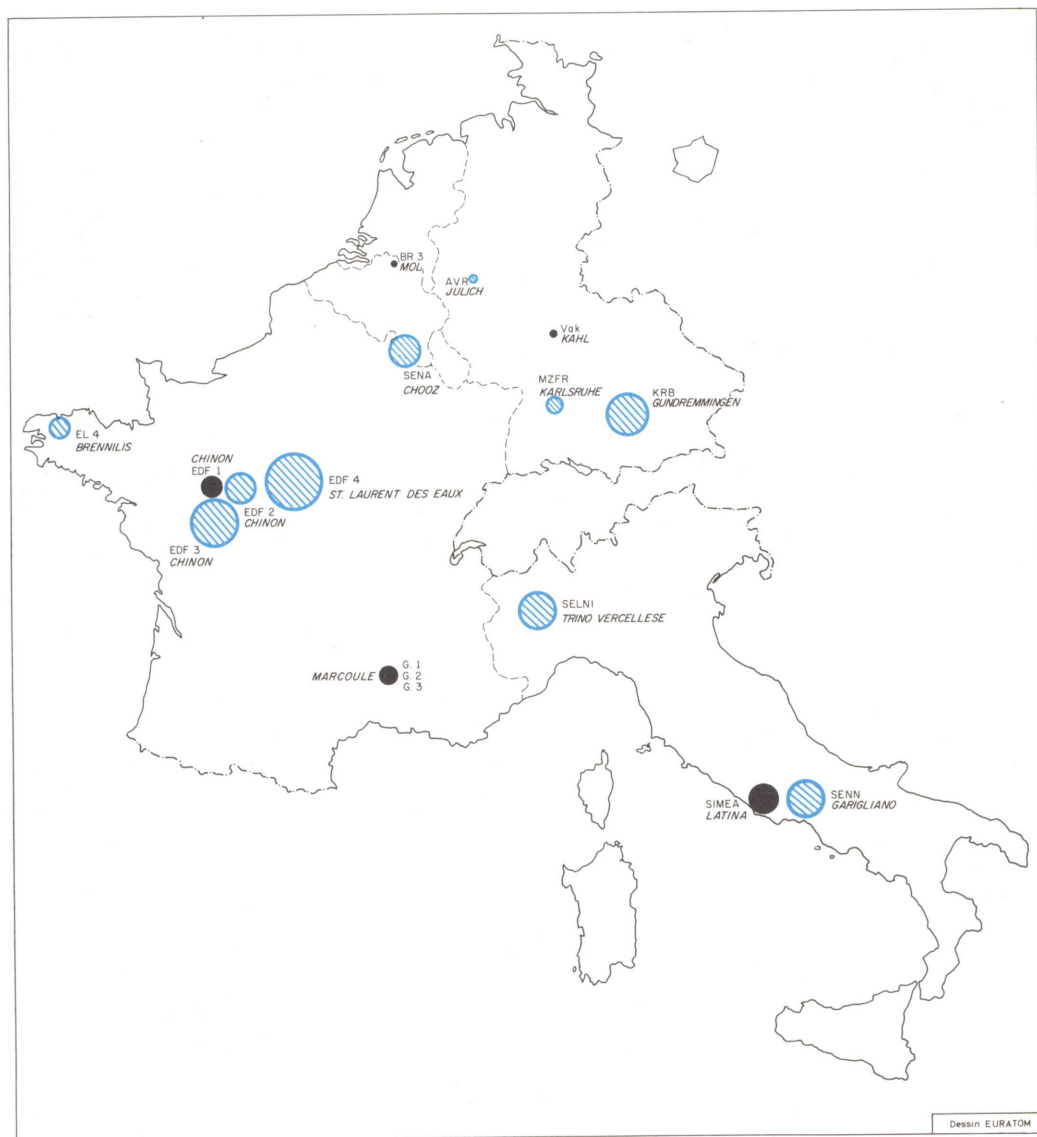 BR 3
MOL
AVR
JULICH
Vak
KAHL
SENA
CHOOZ
MZFR
KARLSRUHE
KRB
GUNDREMMINGEN
EL 4
BRENNILIS
CHINON
EDF 1
EDF 4
ST. LAURENT DES EAUX
EDF 2
CHINON
EDF 3
CHINON
SELNI
TRINO VERCELLESE
MARCOULE
G. 1
G. 2
G. 3
SIMEA
LATINA
SENN
GARIGLIANO
Dessin EURATOM